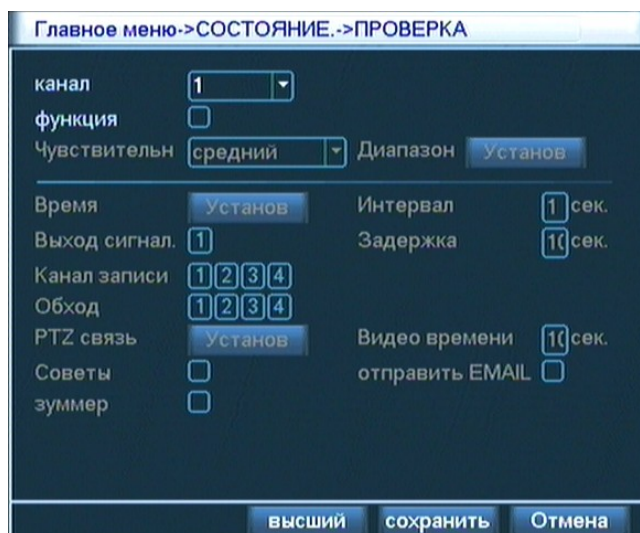 Главное меню->СОСТОЯНИЕ.->ПРОВЕРКА
канал 1
функция
Чувствительн средний Диапазон Установ
Время Установ Интервал 1 сек.
Выход сигнал. 1 Задержка 10 сек.
Канал записи 1 2 3 4
Обход 1 2 3 4
PTZ связь Установ Видео времени 10 сек.
Советы отправить EMAIL
зуммер
высший сохранить Отмена